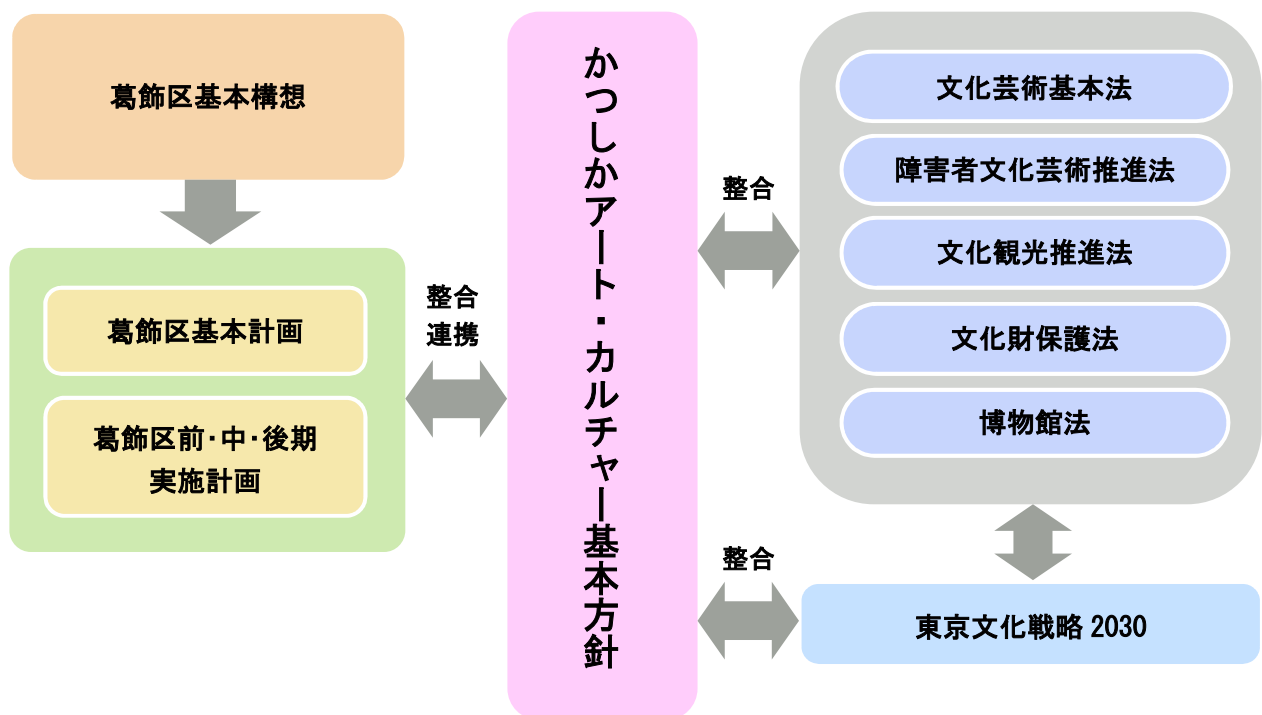 葛飾区基本構想
葛飾区基本計画
葛飾区前・中・後期
実施計画
整合
連携
かつしかアート・カルチャー基本方針
整合
文化芸術基本法
障害者文化芸術推進法
文化観光推進法
文化財保護法
博物館法
整合
東京文化戦略2030